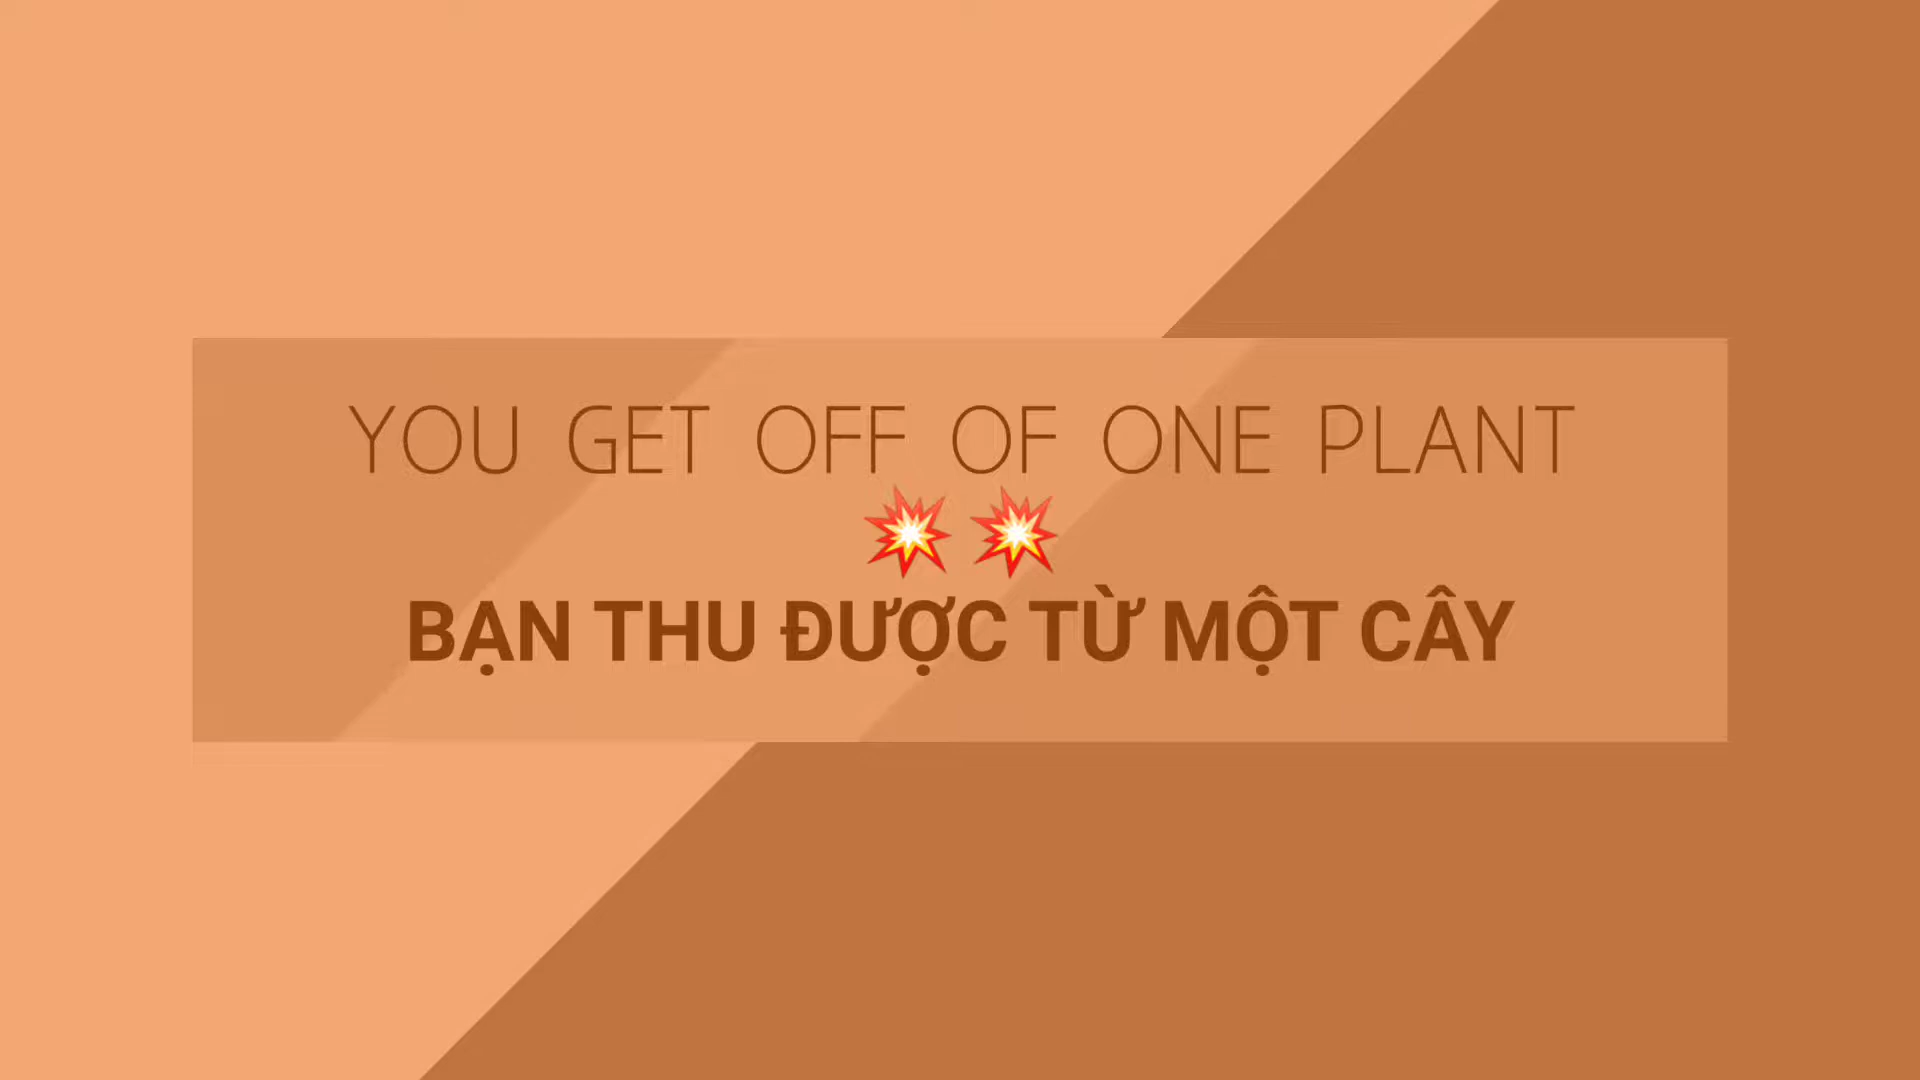 YOU GET OFF OF ONE PLANT
💥 💥
BẠN THU ĐƯỢC TỪ MỘT CÂY